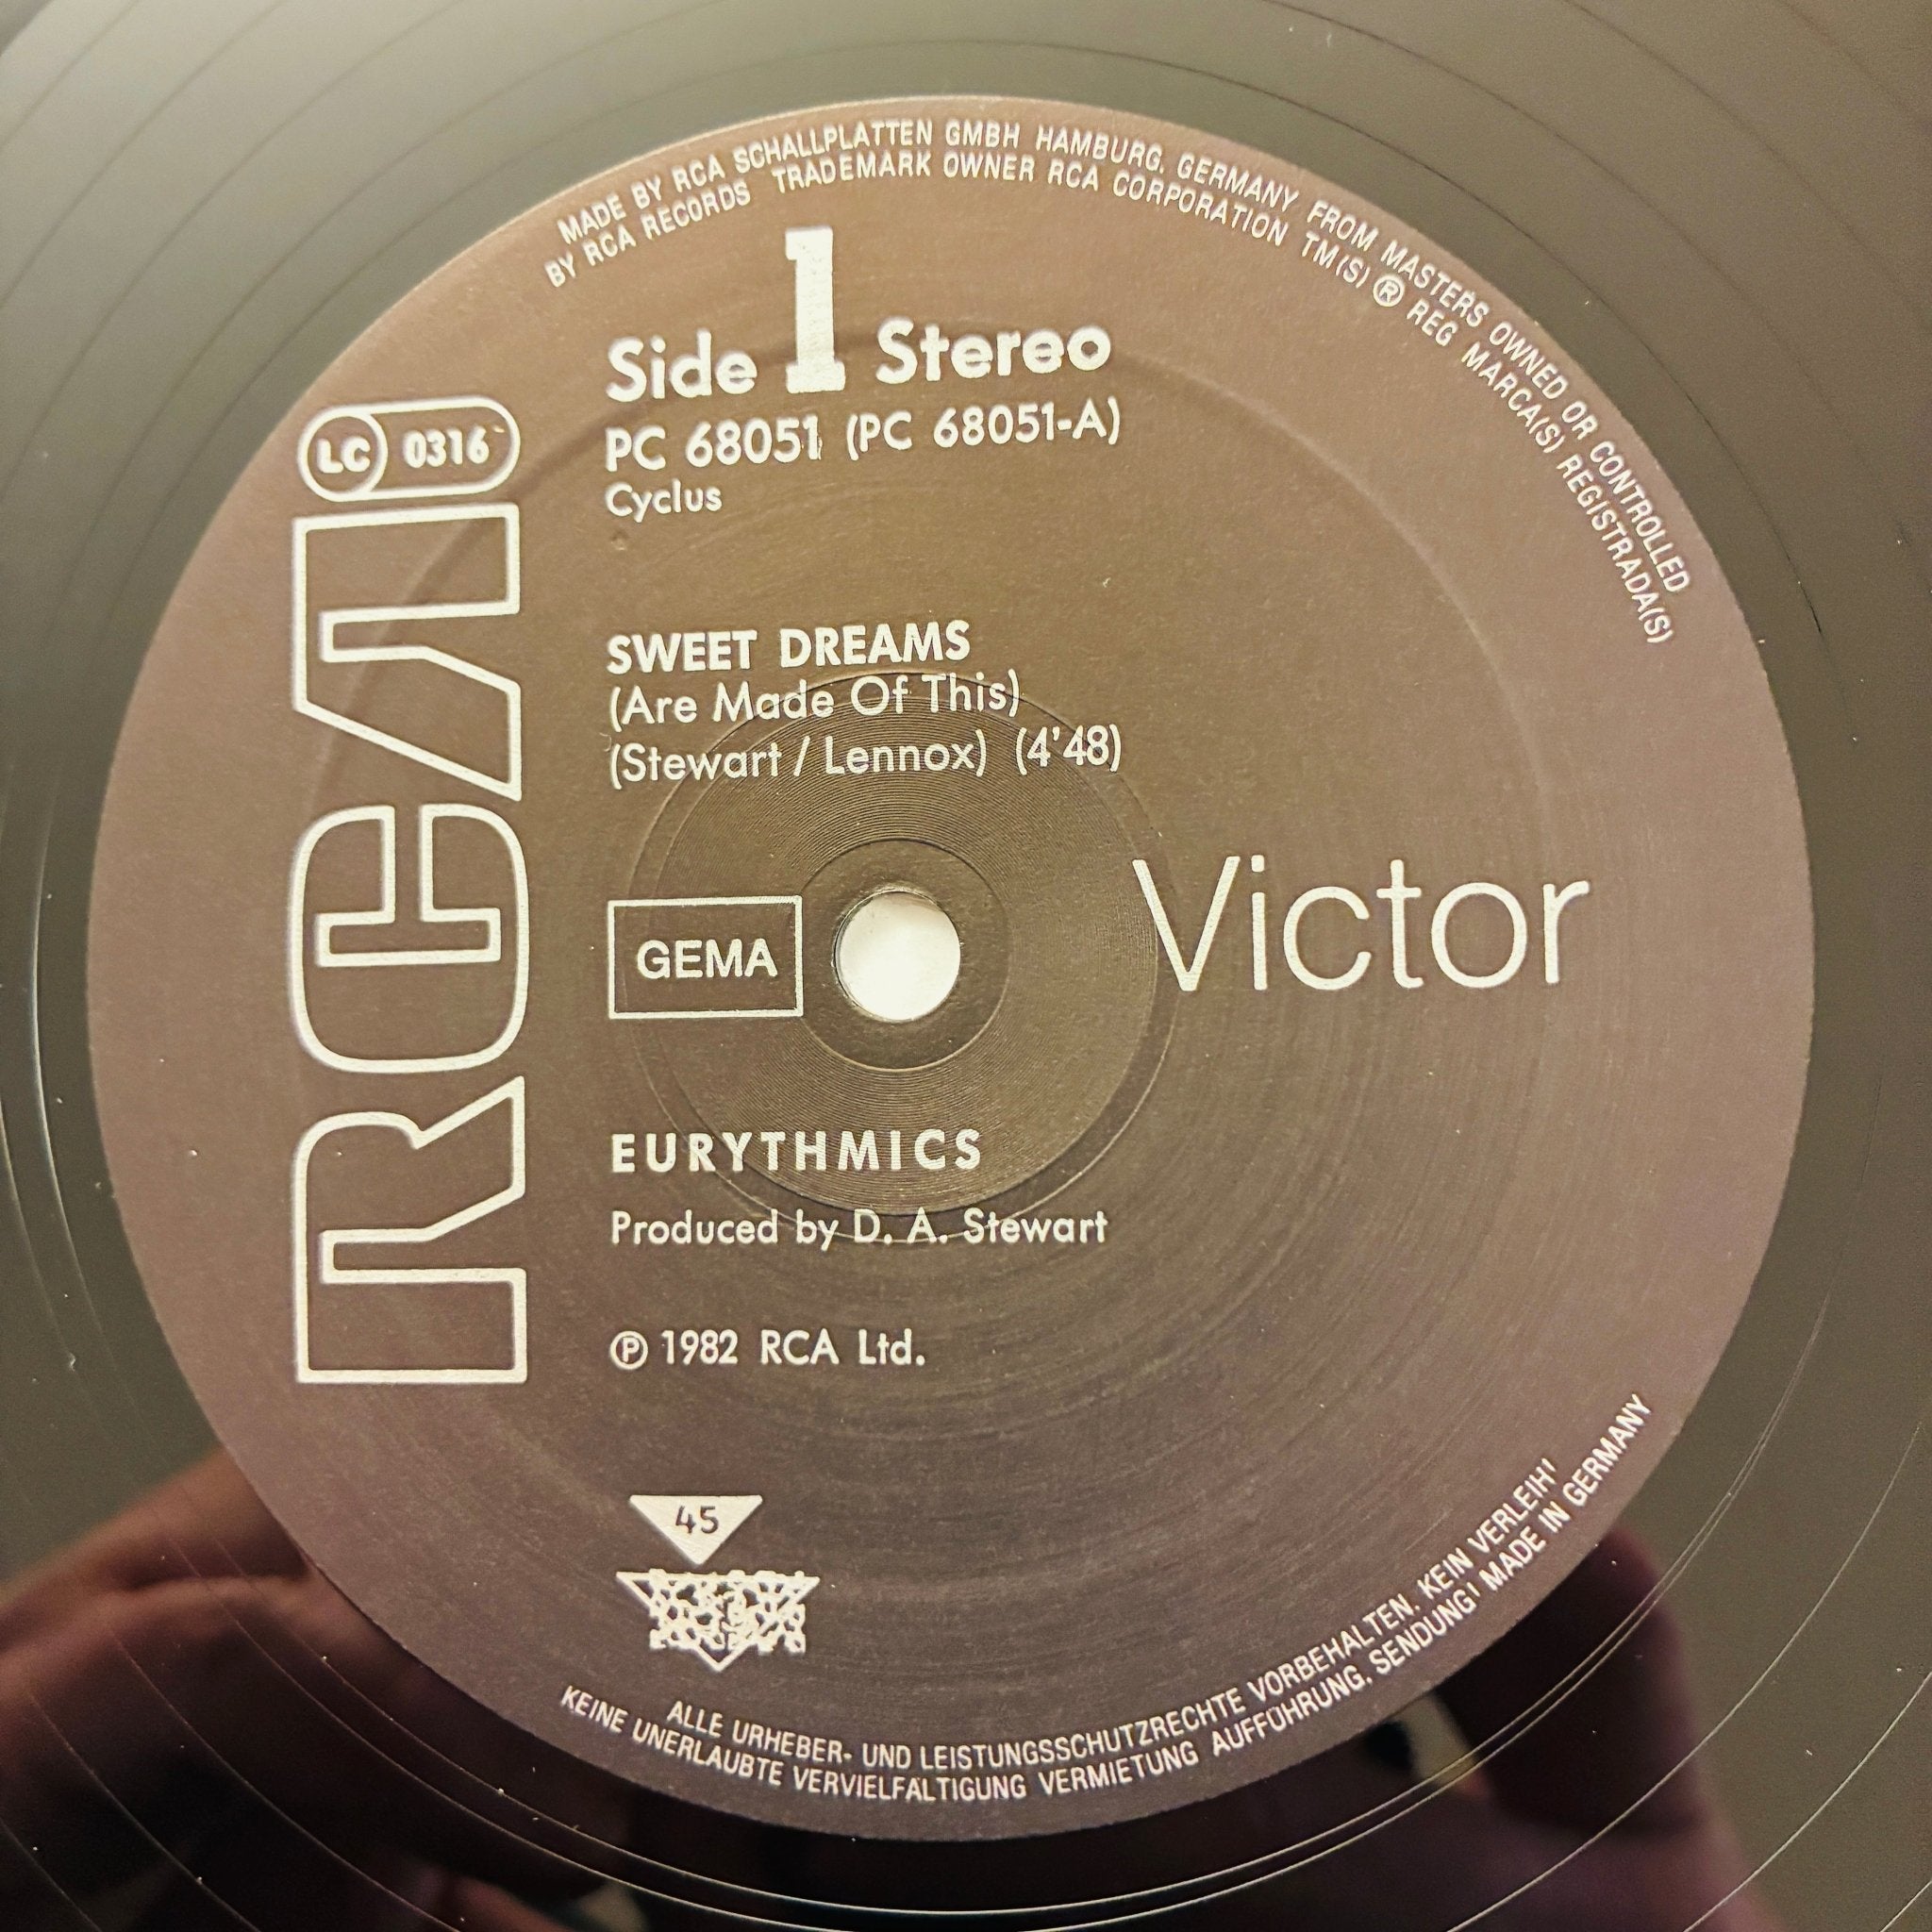 MADE BY RCA SCHALLPLATTEN GMBH HAMBURG, GERMANY FROM MASTERS OWNED OR CONTROLLED
BY RCA RECORDS TRADEMARK OWNER RCA CORPORATION TM(S) ® REG MARCA(S) REGISTRADA(S)
Side 1 Stereo
PC 68051 (PC 68051-A)
Cyclus
LC 0316
RCA
SWEET DREAMS
(Are Made Of This)
(Stewart / Lennox) (4'48)
GEMA
Victor
EURYTHMICS
Produced by D. A. Stewart
℗ 1982 RCA Ltd.
45
ALLE URHEBER- UND LEISTUNGSSCHUTZRECHTE VORBEHALTEN. KEIN VERLEIH!
KEINE UNERLAUBTE VERVIELFÄLTIGUNG VERMIETUNG AUFFÜHRUNG, SENDUNG! MADE IN GERMANY